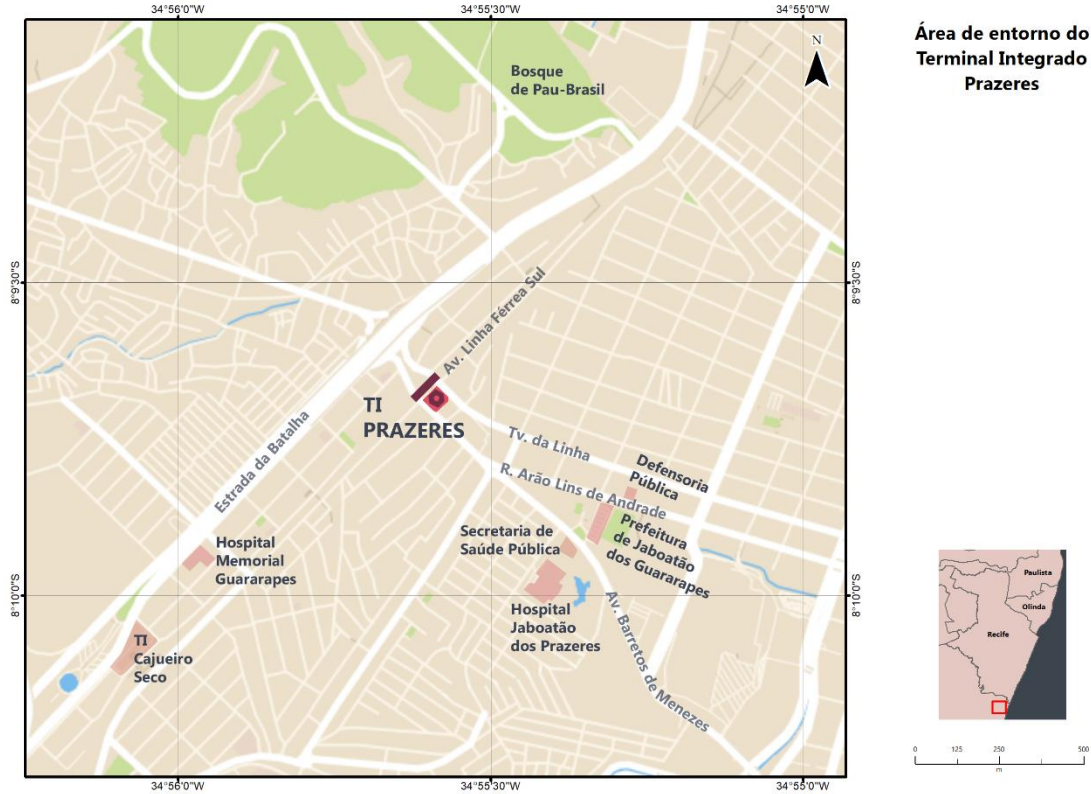 34°56'0"W
34°55'30"W
34°55'0"W
Área de entorno do
Terminal Integrado
Prazeres
N
Bosque
de Pau-Brasil
8°9'30"S
8°9'30"S
Av. Linha Férrea Sul
TI
PRAZERES
Estrada da Batalha
Tv. da Linha
R. Arão Lins de Andrade
Defensoria
Pública
Prefeitura
de Jaboatão
dos Guararapes
Secretaria de
Saúde Pública
Hospital
Memorial
Guararapes
Hospital
Jaboatão
dos Prazeres
Av. Barretos de Menezes
8°10'0"S
8°10'0"S
TI
Cajueiro
Seco
Paulista
Olinda
Recife
0 125 250 500
m
34°56'0"W
34°55'30"W
34°55'0"W